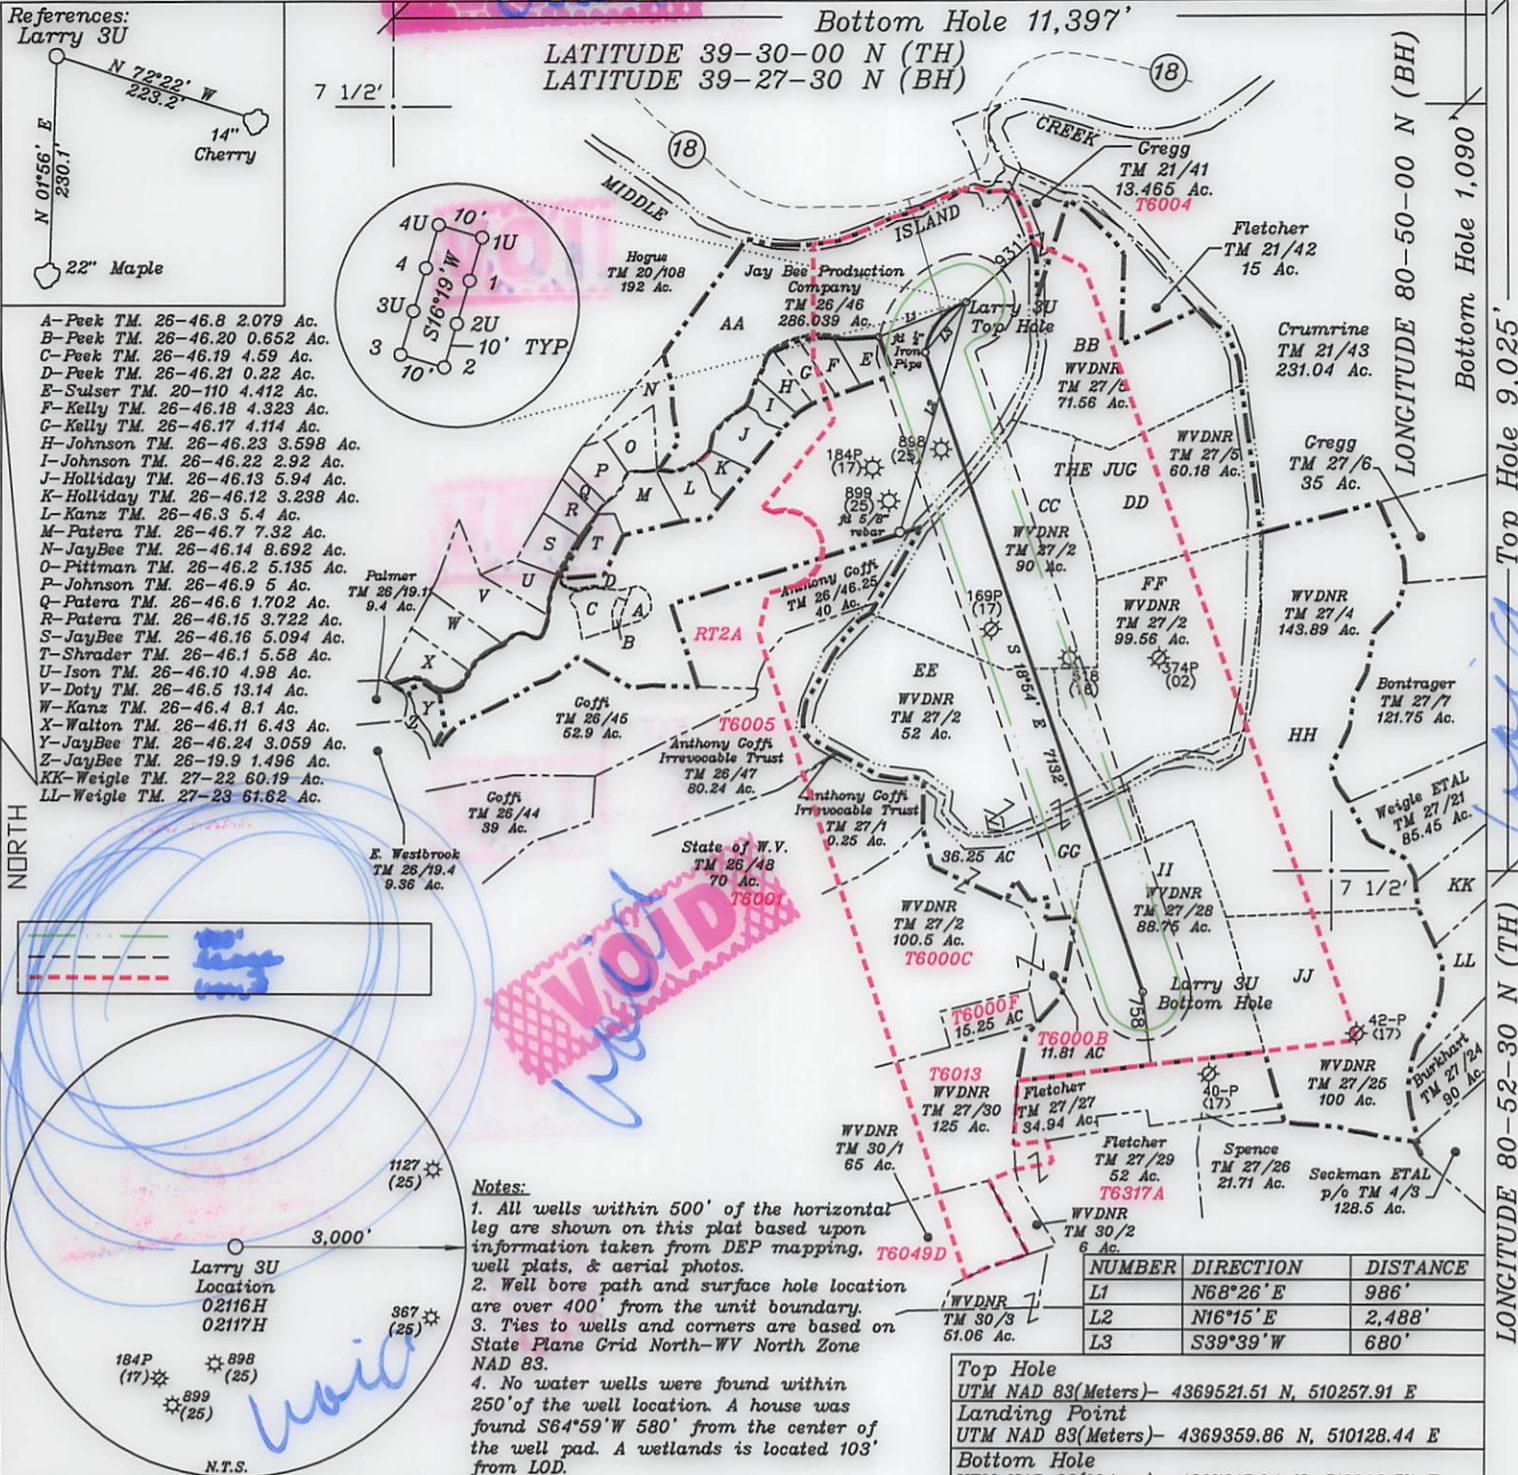 References:
Larry 3U
N 72°22' W
223.2'
14"
Cherry
N 01°56' E
230.1'
22" Maple
Bottom Hole 11,397'
LATITUDE 39-30-00 N (TH)
LATITUDE 39-27-30 N (BH)
7 1/2'
18
18
LONGITUDE 80-50-00 N (BH)
Bottom Hole 1,090'
Top Hole 9,025'
LONGITUDE 80-52-30 N (TH)
4U
10'
1U
4
1
3U
S16°19'W
2U
10' TYP.
3
10'
2
A-Peek TM. 26-46.8 2.079 Ac.
B-Peek TM. 26-46.20 0.652 Ac.
C-Peek TM. 26-46.19 4.59 Ac.
D-Peek TM. 26-46.21 0.22 Ac.
E-Sulser TM. 20-110 4.412 Ac.
F-Kelly TM. 26-46.18 4.323 Ac.
G-Kelly TM. 26-46.17 4.114 Ac.
H-Johnson TM. 26-46.23 3.598 Ac.
I-Johnson TM. 26-46.22 2.92 Ac.
J-Holliday TM. 26-46.13 5.94 Ac.
K-Holliday TM. 26-46.12 3.238 Ac.
L-Kanz TM. 26-46.3 5.4 Ac.
M-Patera TM. 26-46.7 7.32 Ac.
N-JayBee TM. 26-46.14 8.692 Ac.
O-Pittman TM. 26-46.2 5.135 Ac.
P-Johnson TM. 26-46.9 5 Ac.
Q-Patera TM. 26-46.6 1.702 Ac.
R-Patera TM. 26-46.15 3.722 Ac.
S-JayBee TM. 26-46.16 5.094 Ac.
T-Shrader TM. 26-46.1 5.58 Ac.
U-Ison TM. 26-46.10 4.98 Ac.
V-Doty TM. 26-46.5 13.14 Ac.
W-Kanz TM. 26-46.4 8.1 Ac.
X-Walton TM. 26-46.11 6.43 Ac.
Y-JayBee TM. 26-46.24 3.059 Ac.
Z-JayBee TM. 26-19.9 1.496 Ac.
KK-Weigle TM. 27-22 60.19 Ac.
LL-Weigle TM. 27-23 61.62 Ac.
NORTH
MIDDLE
ISLAND
CREEK
Gregg
TM 21/41
13.465 Ac.
T6004
Fletcher
TM 21/42
15 Ac.
Hogue
TM 20/108
192 Ac.
AA
Jay Bee Production
Company
TM 26/46
286.039 Ac.
931'
Larry 3U
Top Hole
Iron
Pipe
L2
BB
WVDNR
71.56 Ac.
Crumrine
TM 21/43
231.04 Ac.
WVDNR
TM 27/5
60.18 Ac.
Gregg
TM 27/6
35 Ac.
THE JUG
CC
WVDNR
TM 27/2
90 Ac.
DD
898
(25)
184P
(17)
899
(25)
fd 5/8"
rebar
N
O
P
Q
R
S
T
U
V
W
X
Y
Z
M
L
K
J
I
H
G
F
E
D
C
A
B
Palmer
TM 26/19.11
9.4 Ac.
RT2A
Anthony Goffi
TM 26/46.25
40 Ac.
169P
(17)
FF
WVDNR
TM 27/2
99.56 Ac.
374P
(02)
WVDNR
TM 27/4
143.89 Ac.
S 18°54' E
7132'
EE
WVDNR
TM 27/2
52 Ac.
Goffi
TM 26/45
52.9 Ac.
T6005
Anthony Goffi
Irrevocable Trust
TM 26/47
80.24 Ac.
Bontrager
TM 27/7
121.75 Ac.
HH
Goffi
TM 26/44
39 Ac.
Anthony Goffi
Irrevocable Trust
TM 27/1
0.25 Ac.
Weigle ETAL
TM 27/21
85.45 Ac.
E. Westbrook
TM 26/19.4
9.36 Ac.
State of W.V.
TM 26/48
70 Ac.
T6001
36.25 AC
GG
II
WVDNR
TM 27/28
88.75 Ac.
7 1/2'
KK
LL
WVDNR
TM 27/2
100.5 Ac.
T6000C
JJ
Larry 3U
Bottom Hole
758'
VOID
void
T6000F
15.25 AC
T6000B
11.81 AC
42-P
(17)
T6013
WVDNR
TM 27/30
125 Ac.
Fletcher
TM 27/27
34.94 Ac.
40-P
(17)
WVDNR
TM 27/25
100 Ac.
Burkhart
TM 27/24
90 Ac.
WVDNR
TM 30/1
65 Ac.
Fletcher
TM 27/29
52 Ac.
T6317A
Spence
TM 27/26
21.71 Ac.
Seckman ETAL
p/o TM 4/3
128.5 Ac.
WVDNR
TM 30/2
6 Ac.
T6049D
WVDNR
TM 30/3
51.06 Ac.
1127
(25)
3,000'
Larry 3U
Location
02116H
02117H
367
(25)
184P
(17)
898
(25)
899
(25)
void
N.T.S.
Notes:
1. All wells within 500' of the horizontal
leg are shown on this plat based upon
information taken from DEP mapping,
well plats, & aerial photos.
2. Well bore path and surface hole location
are over 400' from the unit boundary.
3. Ties to wells and corners are based on
State Plane Grid North-WV North Zone
NAD 83.
4. No water wells were found within
250' of the well location. A house was
found S64°59'W 580' from the center of
the well pad. A wetlands is located 103'
from LOD.
NUMBER DIRECTION DISTANCE
L1 N68°26'E 986'
L2 N16°15'E 2,488'
L3 S39°39'W 680'
Top Hole
UTM NAD 83(Meters)- 4369521.51 N, 510257.91 E
Landing Point
UTM NAD 83(Meters)- 4369359.86 N, 510128.44 E
Bottom Hole